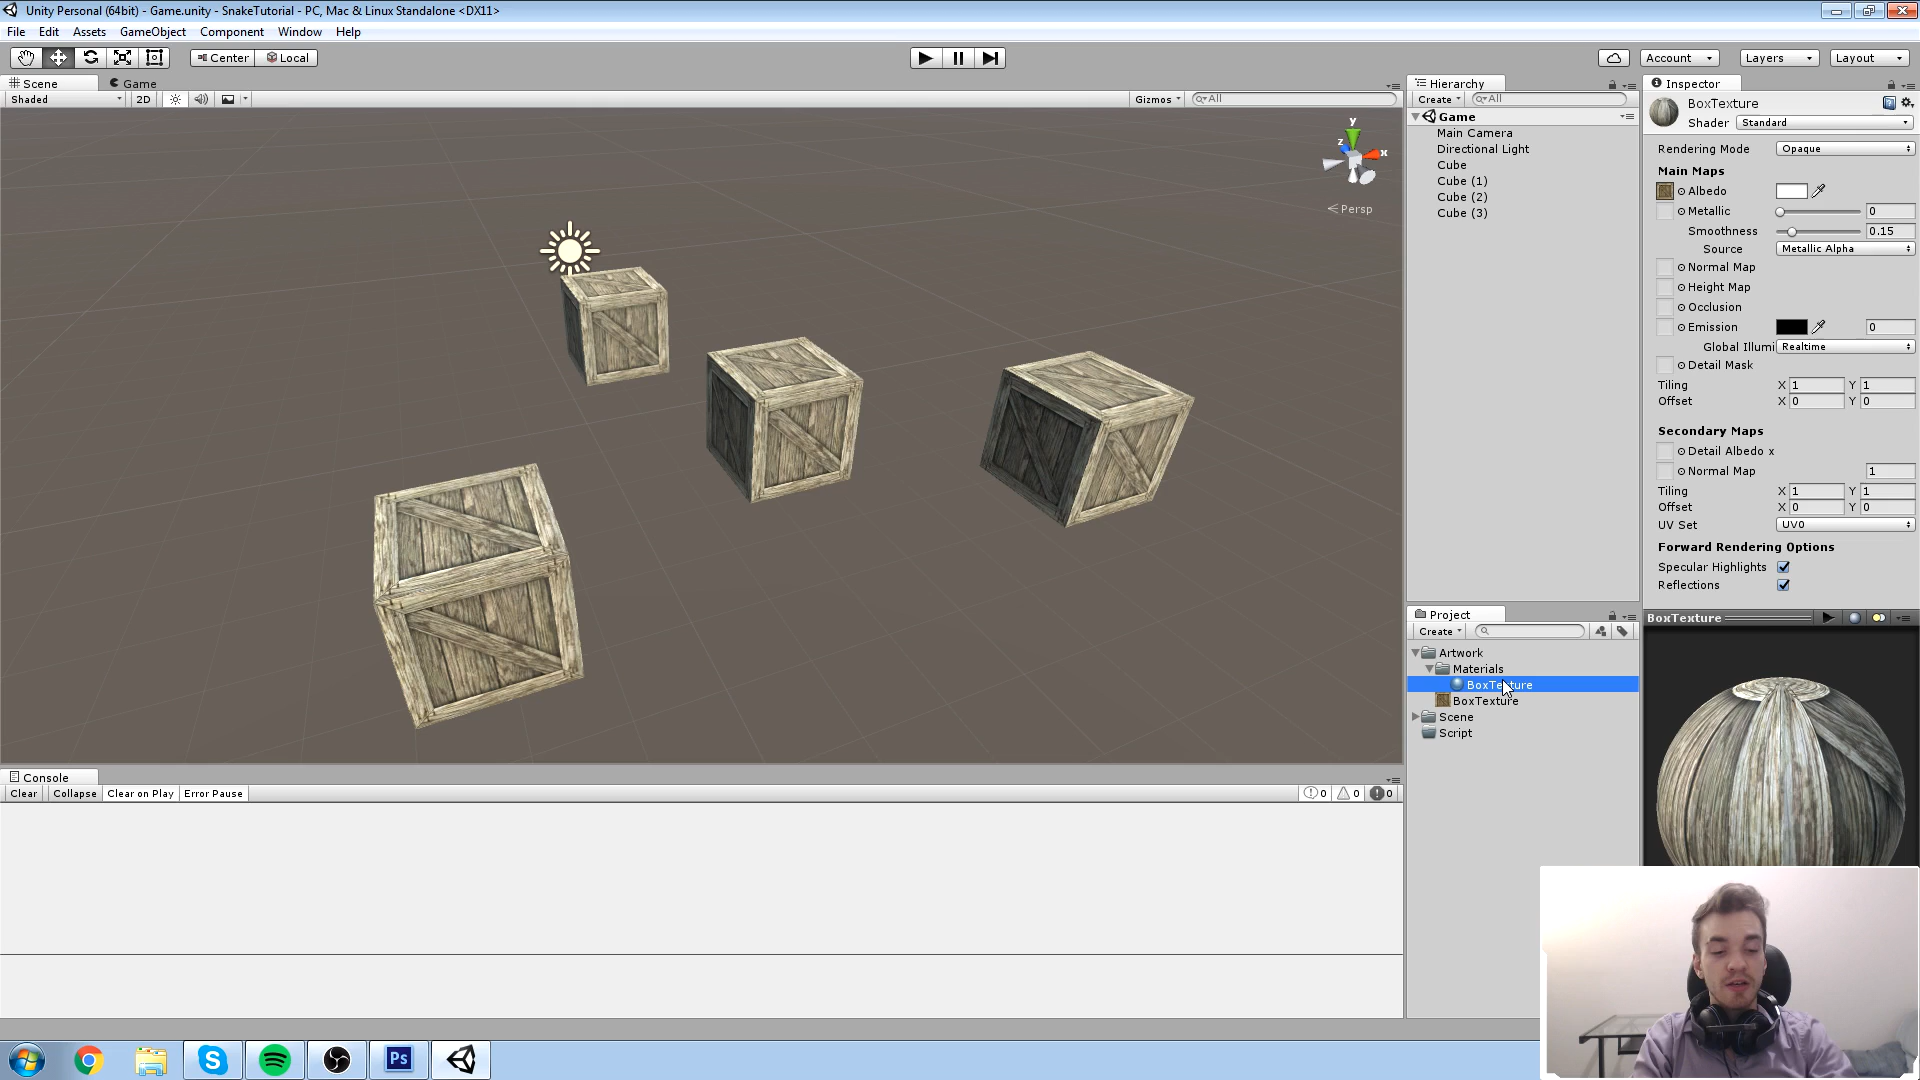 Unity Personal (64bit) - Game.unity - SnakeTutorial - PC, Mac & Linux Standalone <DX11>
File Edit Assets GameObject Component Window Help
Center Local
Account Layers Layout
Scene Game
Shaded 2D Gizmos All
y
z x
Persp
Console
Clear Collapse Clear on Play Error Pause
0 0 0
Hierarchy
Create All
Game
Main Camera
Directional Light
Cube
Cube (1)
Cube (2)
Cube (3)
Project
Create
Artwork
Materials
BoxTexture
BoxTexture
Scene
Script
Inspector
BoxTexture
Shader Standard
Rendering Mode Opaque
Main Maps
Albedo
Metallic 0
Smoothness 0.15
Source Metallic Alpha
Normal Map
Height Map
Occlusion
Emission 0
Global Illumi Realtime
Detail Mask
Tiling X 1 Y 1
Offset X 0 Y 0
Secondary Maps
Detail Albedo x
Normal Map 1
Tiling X 1 Y 1
Offset X 0 Y 0
UV Set UV0
Forward Rendering Options
Specular Highlights
Reflections
BoxTexture
Ps